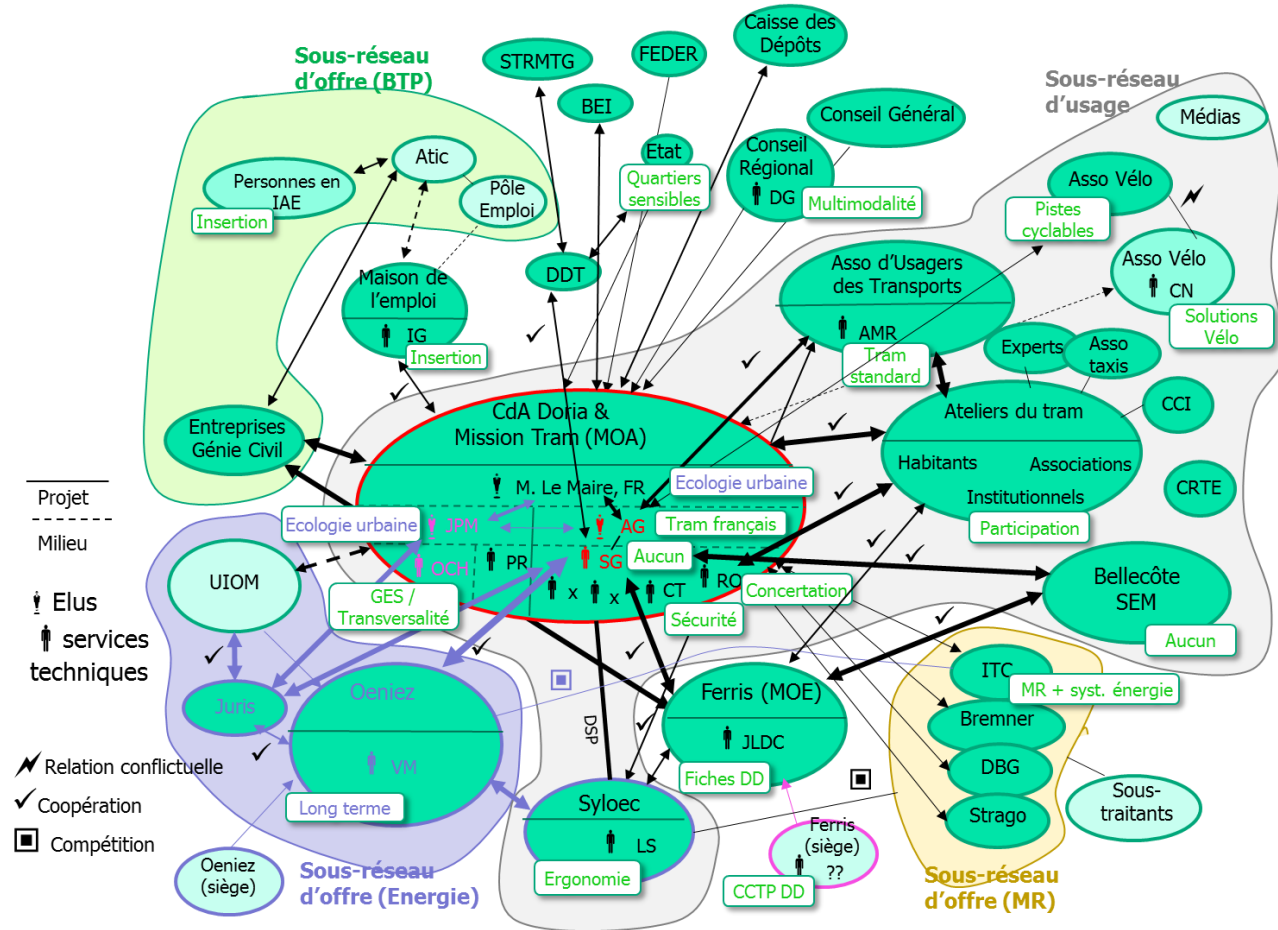 Caisse des
Dépôts
FEDER
STRMTG
Sous-réseau
d'offre (BTP)
Sous-réseau
d'usage
BEI
Conseil Général
Médias
Etat
Conseil
Régional
DG
Multimodalité
Quartiers
sensibles
Atic
Personnes en
IAE
Insertion
Pôle
Emploi
Asso Vélo
Pistes
cyclables
DDT
Maison de
l'emploi
IG
Insertion
Asso d'Usagers
des Transports
AMR
Tram
standard
Asso Vélo
CN
Solutions
Vélo
Experts
Asso
taxis
CCI
CRTE
Entreprises
Génie Civil
CdA Doria &
Mission Tram (MOA)
M. Le Maire, FR
Ecologie urbaine
Ateliers du tram
Habitants
Associations
Institutionnels
Participation
Projet
Milieu
Ecologie urbaine
JPM
AG
Tram français
OCH
PR
SG
Aucun
x
x
CT
RO
Concertation
Sécurité
GES /
Transversalité
UIOM
Elus
services
techniques
Bellecôte
SEM
Aucun
Juris
Oeniez
VM
Long terme
DSP
Ferris (MOE)
JLDC
Fiches DD
ITC
MR + syst. énergie
Bremner
DBG
Strago
Sous-
traitants
Relation conflictuelle
Coopération
Compétition
Syloec
LS
Ergonomie
Oeniez
(siège)
Sous-réseau
d'offre (Energie)
Ferris
(siège)
??
CCTP DD
Sous-réseau
d'offre (MR)